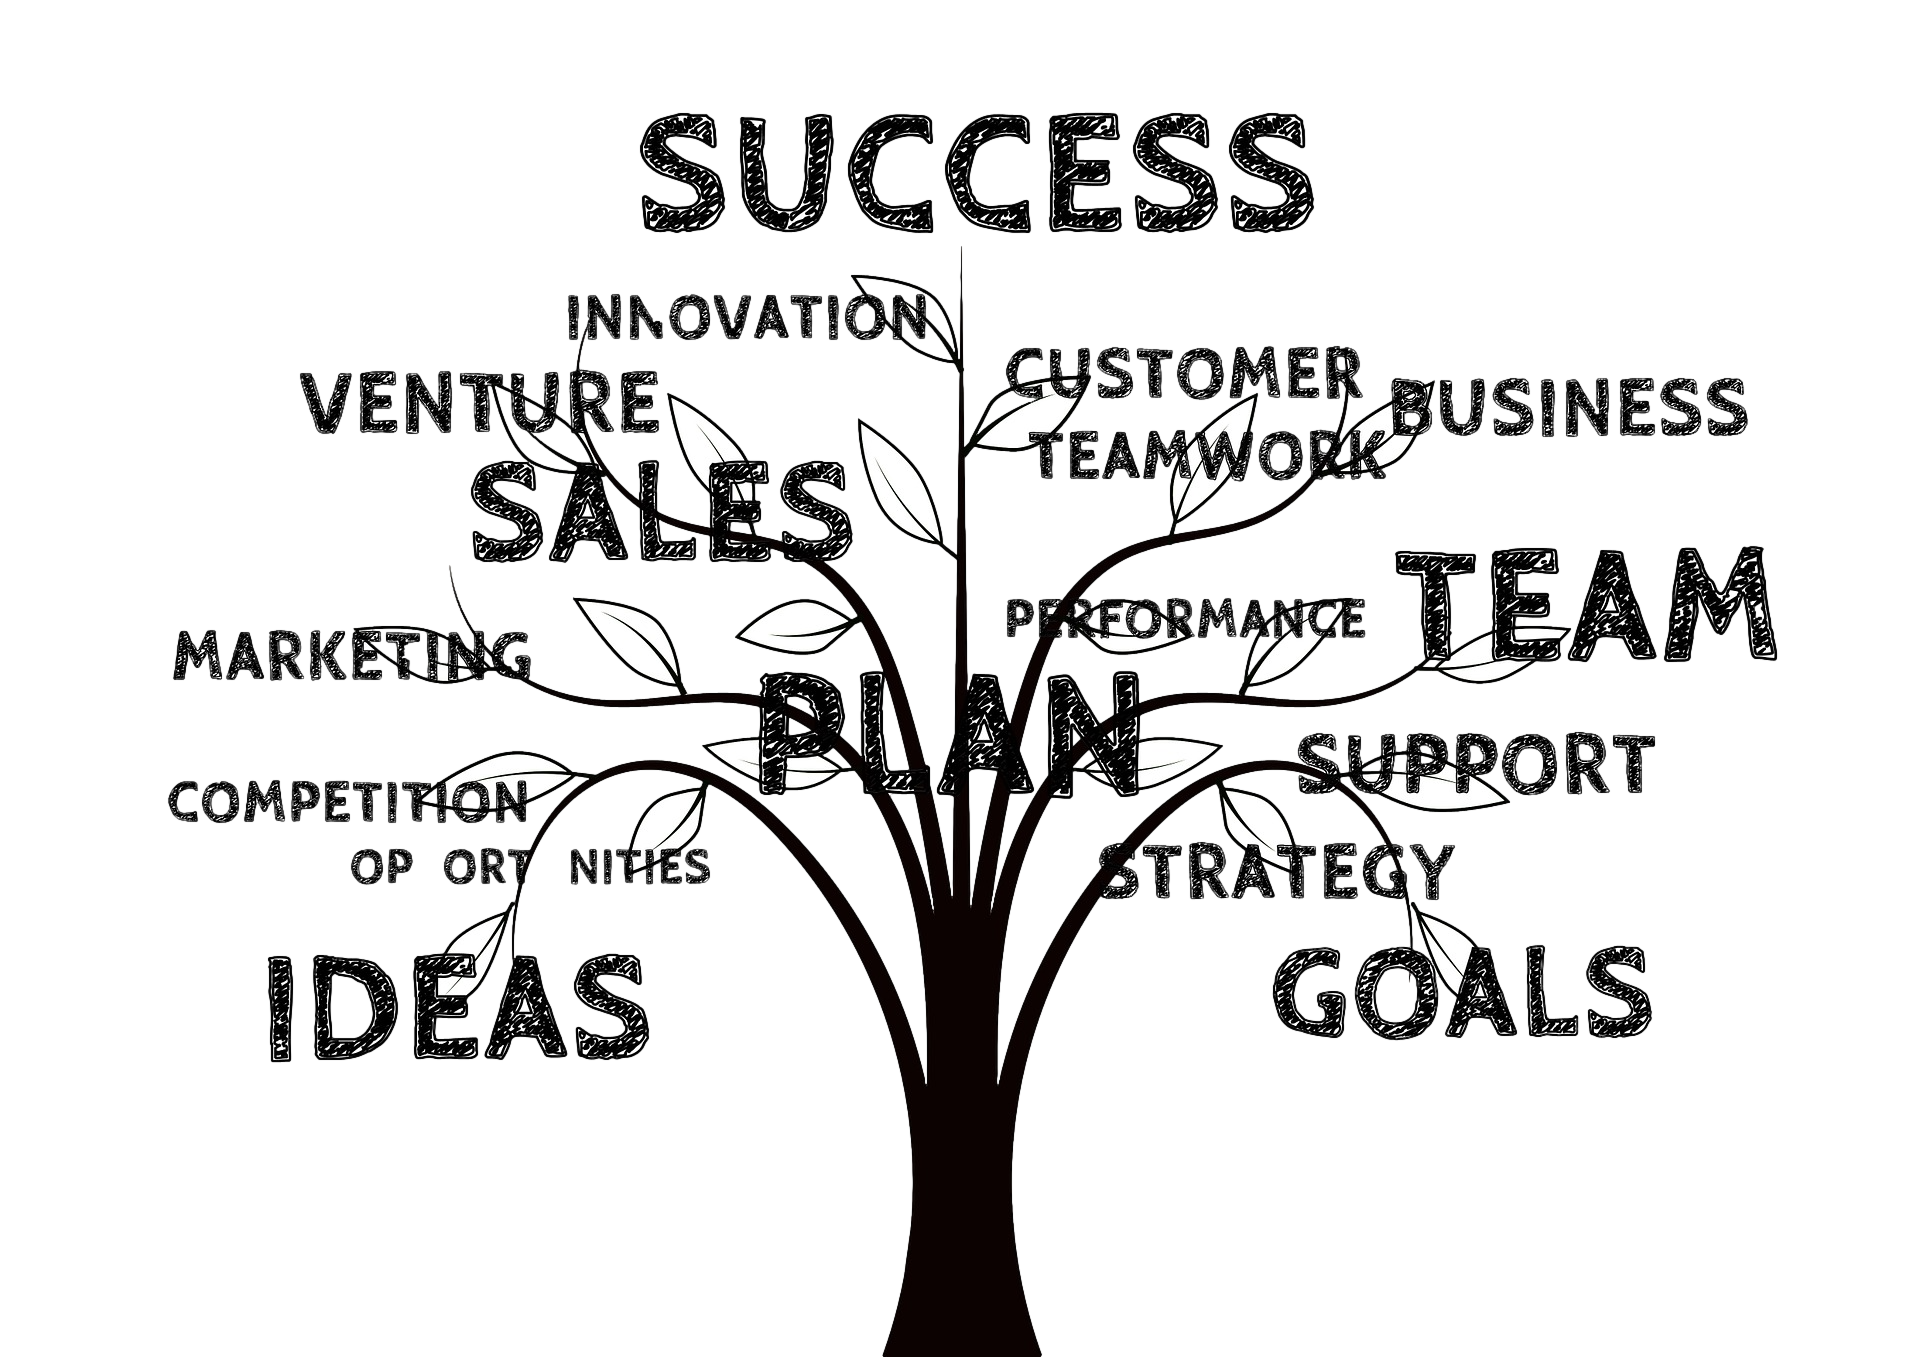 SUCCESS
INNOVATION
CUSTOMER
VENTURE
BUSINESS
TEAMWORK
SALES
TEAM
PERFORMANCE
MARKETING
PLAN
SUPPORT
COMPETITION
OP ORT NITIES
STRATEGY
IDEAS
GOALS